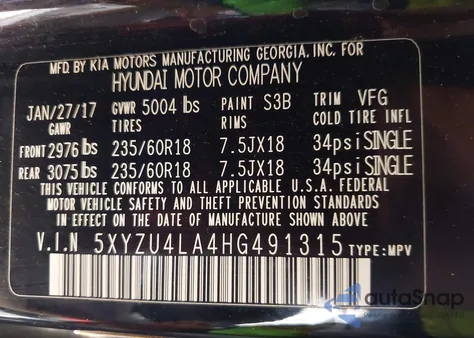 MFD. BY KIA MOTORS MANUFACTURING GEORGIA, INC. FOR
HYUNDAI MOTOR COMPANY
JAN/27/17 GVWR 5004 lbs PAINT S3B TRIM VFG
GAWR TIRES RIMS COLD TIRE INFL
FRONT 2976 lbs 235/60R18 7.5JX18 34psi SINGLE
REAR 3075 lbs 235/60R18 7.5JX18 34psi SINGLE
THIS VEHICLE CONFORMS TO ALL APPLICABLE U.S.A. FEDERAL
MOTOR VEHICLE SAFETY AND THEFT PREVENTION STANDARDS
IN EFFECT ON THE DATE OF MANUFACTURE SHOWN ABOVE.
V.I.N 5XYZU4LA4HG491315 TYPE: MPV
autoSnap